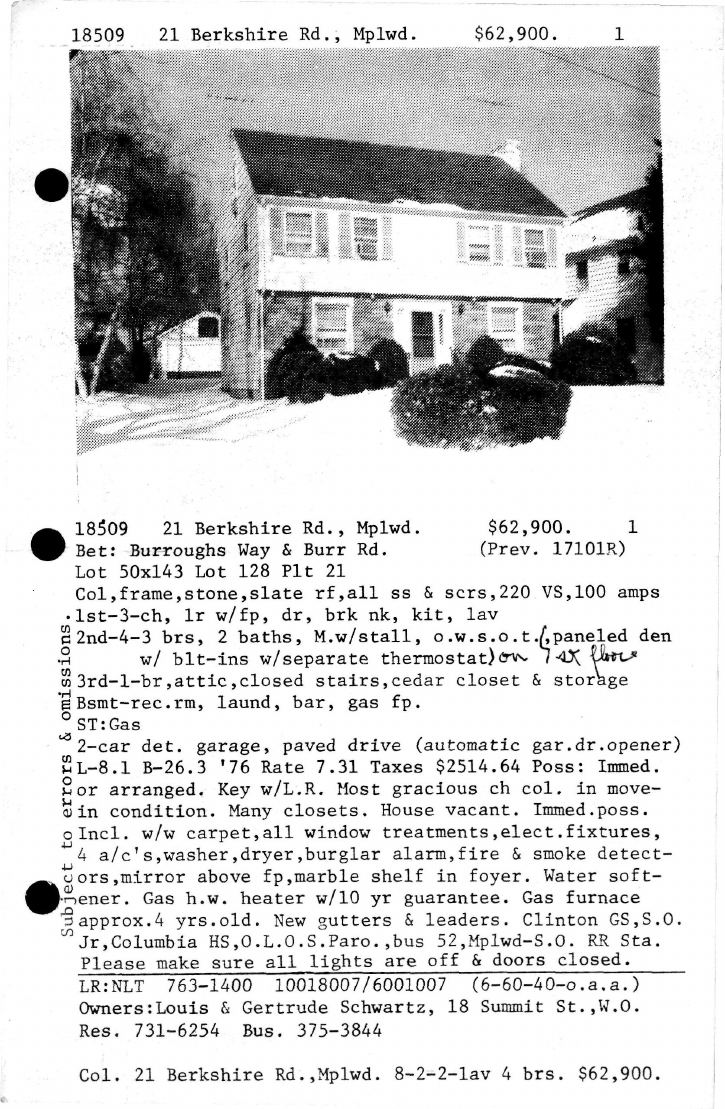 18509 21 Berkshire Rd., Mplwd. $62,900. 1
18509 21 Berkshire Rd., Mplwd. $62,900. 1
Bet: Burroughs Way & Burr Rd. (Prev. 17101R)
Lot 50x143 Lot 128 Plt 21
Col,frame,stone,slate rf,all ss & scrs,220 VS,100 amps
1st-3-ch, lr w/fp, dr, brk nk, kit, lav
2nd-4-3 brs, 2 baths, M.w/stall, o.w.s.o.t.(paneled den
w/ blt-ins w/separate thermostat) on 1st floor
3rd-1-br,attic,closed stairs,cedar closet & storage
Bsmt-rec.rm, laund, bar, gas fp.
ST:Gas
2-car det. garage, paved drive (automatic gar.dr.opener)
L-8.1 B-26.3 '76 Rate 7.31 Taxes $2514.64 Poss: Immed.
or arranged. Key w/L.R. Most gracious ch col. in move-
in condition. Many closets. House vacant. Immed.poss.
Incl. w/w carpet,all window treatments,elect.fixtures,
4 a/c's,washer,dryer,burglar alarm,fire & smoke detect-
ors,mirror above fp,marble shelf in foyer. Water soft-
ener. Gas h.w. heater w/10 yr guarantee. Gas furnace
approx.4 yrs.old. New gutters & leaders. Clinton GS,S.O.
Jr,Columbia HS,O.L.O.S.Paro.,bus 52,Mplwd-S.O. RR Sta.
Please make sure all lights are off & doors closed.
Subject to errors & omissions
LR:NLT 763-1400 10018007/6001007 (6-60-40-o.a.a.)
Owners:Louis & Gertrude Schwartz, 18 Summit St.,W.O.
Res. 731-6254 Bus. 375-3844
Col. 21 Berkshire Rd.,Mplwd. 8-2-2-1av 4 brs. $62,900.